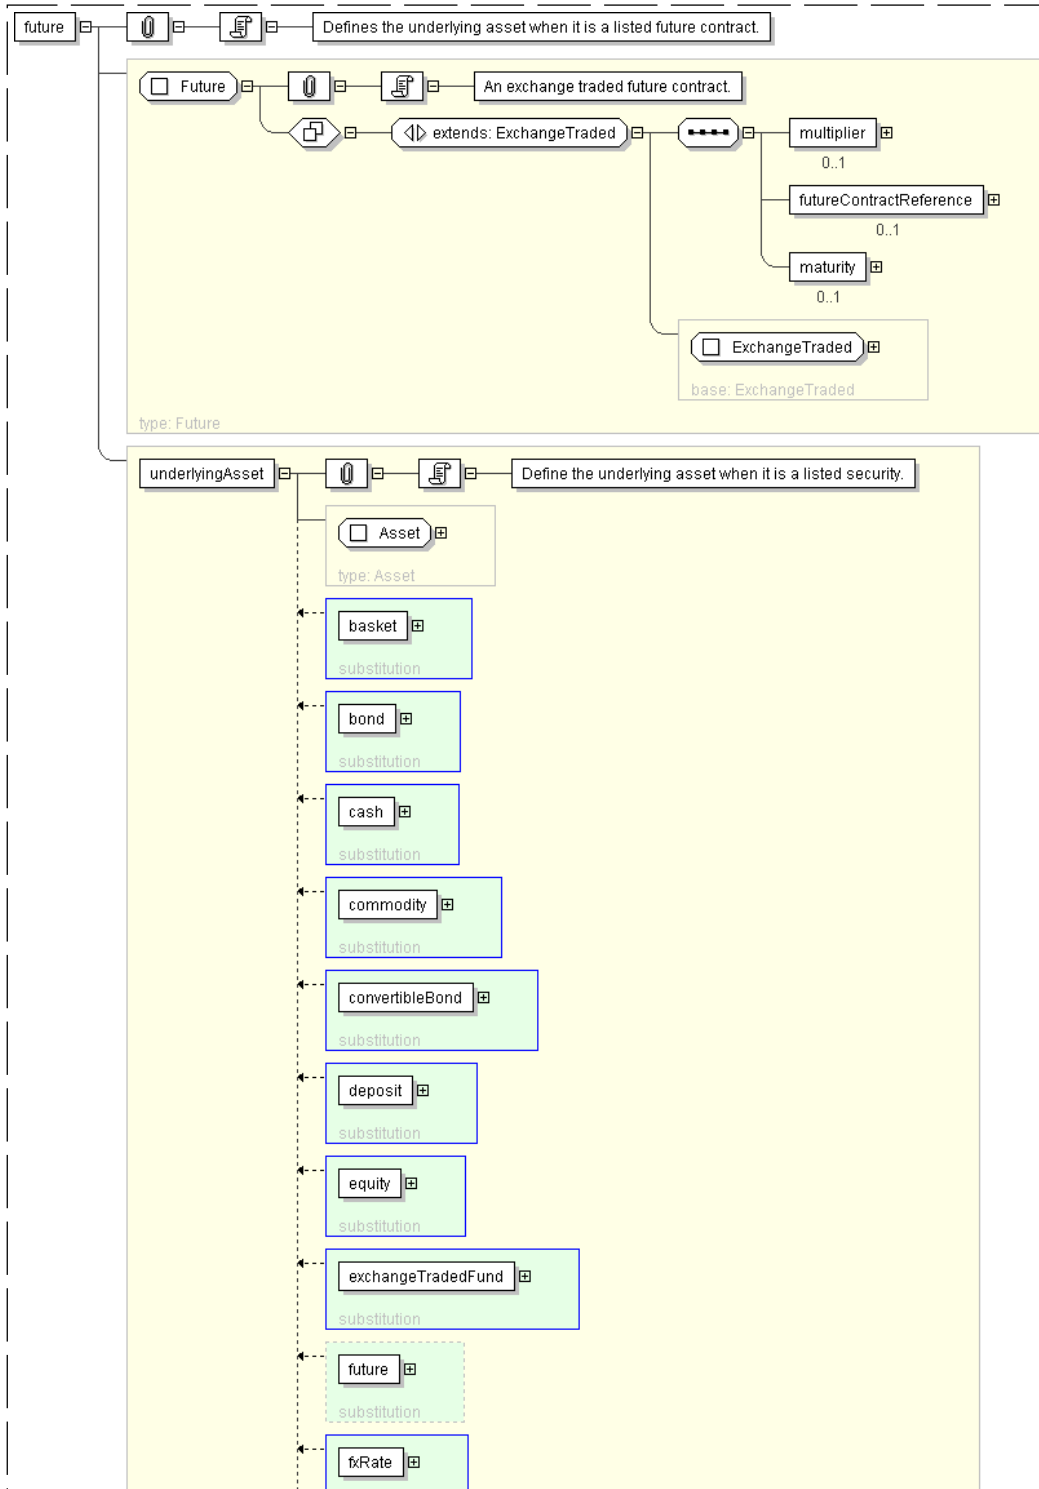 future
Defines the underlying asset when it is a listed future contract.
Future
An exchange traded future contract.
extends: ExchangeTraded
multiplier
0..1
futureContractReference
0..1
maturity
0..1
ExchangeTraded
base: ExchangeTraded
type: Future
underlyingAsset
Define the underlying asset when it is a listed security.
Asset
type: Asset
basket
substitution
bond
substitution
cash
substitution
commodity
substitution
convertibleBond
substitution
deposit
substitution
equity
substitution
exchangeTradedFund
substitution
future
substitution
fxRate